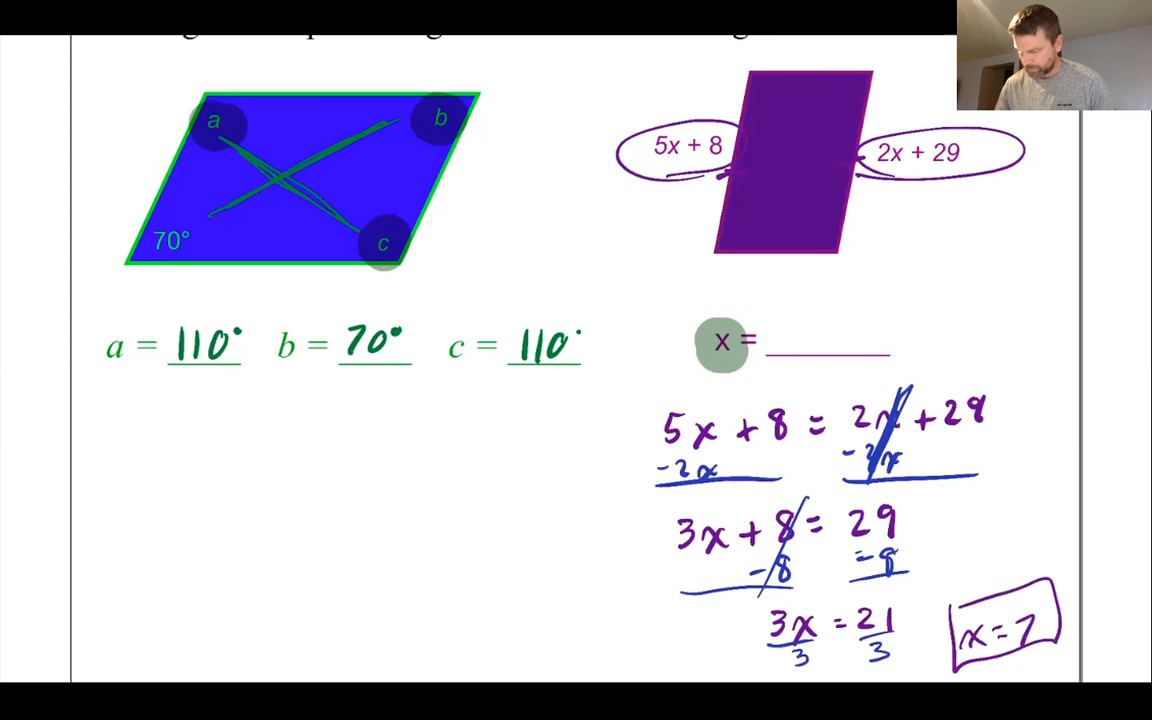 a
b
70°
c
5x + 8
2x + 29
a = 110° b = 70° c = 110°
x =
5x + 8 = 2x + 29
-2x -2x
3x + 8 = 29
-8 -8
3x = 21
3 3
x = 7